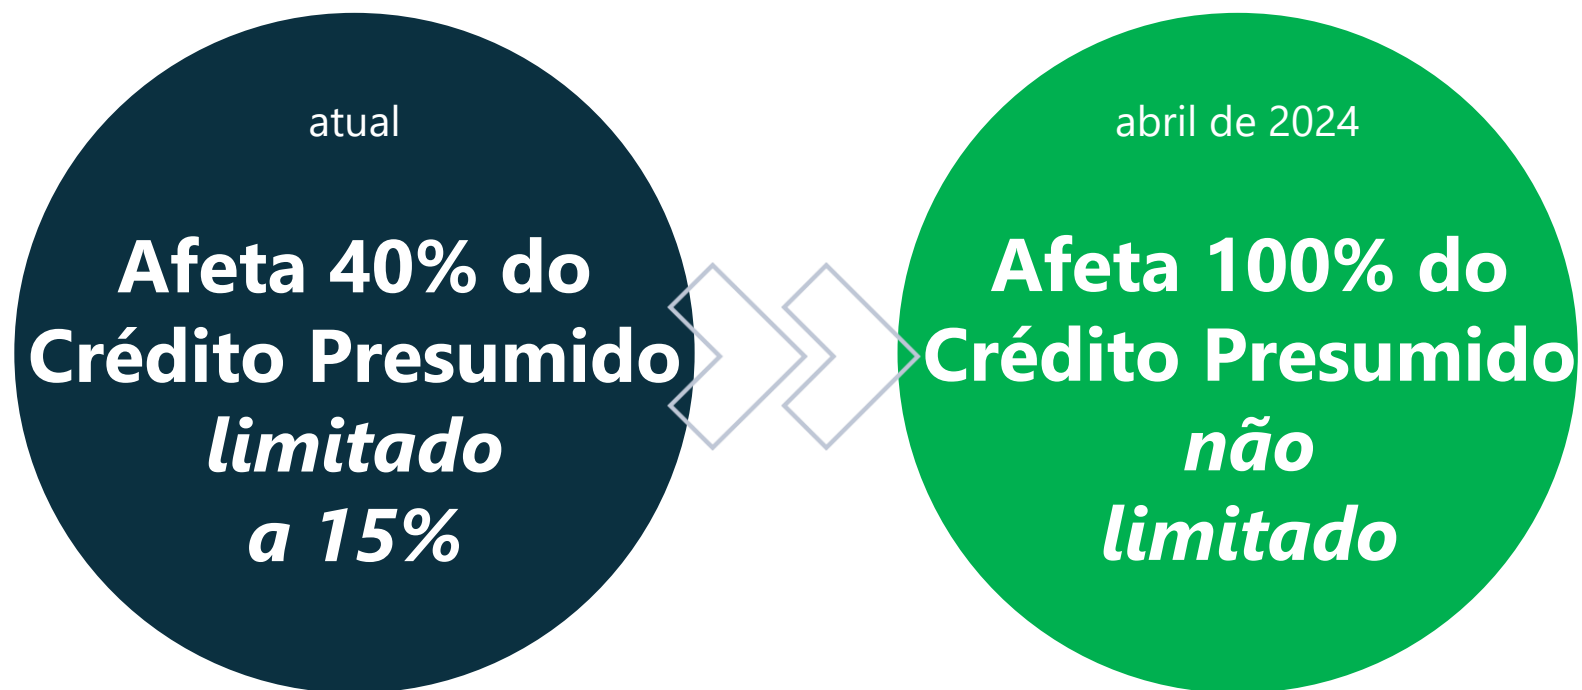 atual
Afeta 40% do
Crédito Presumido
limitado
a 15%
abril de 2024
Afeta 100% do
Crédito Presumido
não
limitado